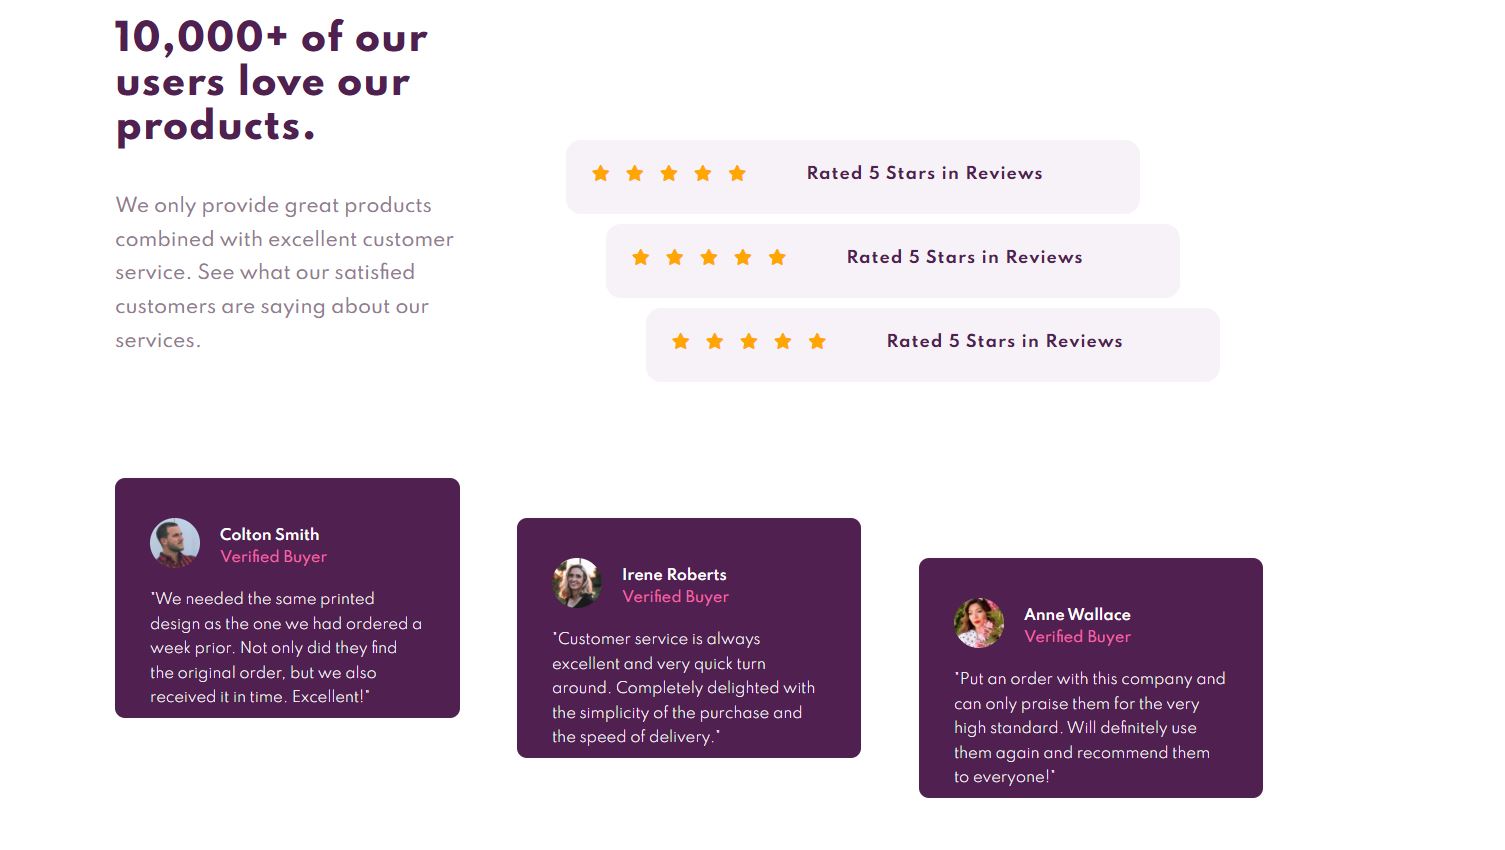 10,000+ of our
users love our
products.
We only provide great products
combined with excellent customer
service. See what our satisfied
customers are saying about our
services.
Rated 5 Stars in Reviews
Rated 5 Stars in Reviews
Rated 5 Stars in Reviews
Colton Smith
Verified Buyer
"We needed the same printed
design as the one we had ordered a
week prior. Not only did they find
the original order, but we also
received it in time. Excellent!"
Irene Roberts
Verified Buyer
"Customer service is always
excellent and very quick turn
around. Completely delighted with
the simplicity of the purchase and
the speed of delivery."
Anne Wallace
Verified Buyer
"Put an order with this company and
can only praise them for the very
high standard. Will definitely use
them again and recommend them
to everyone!"